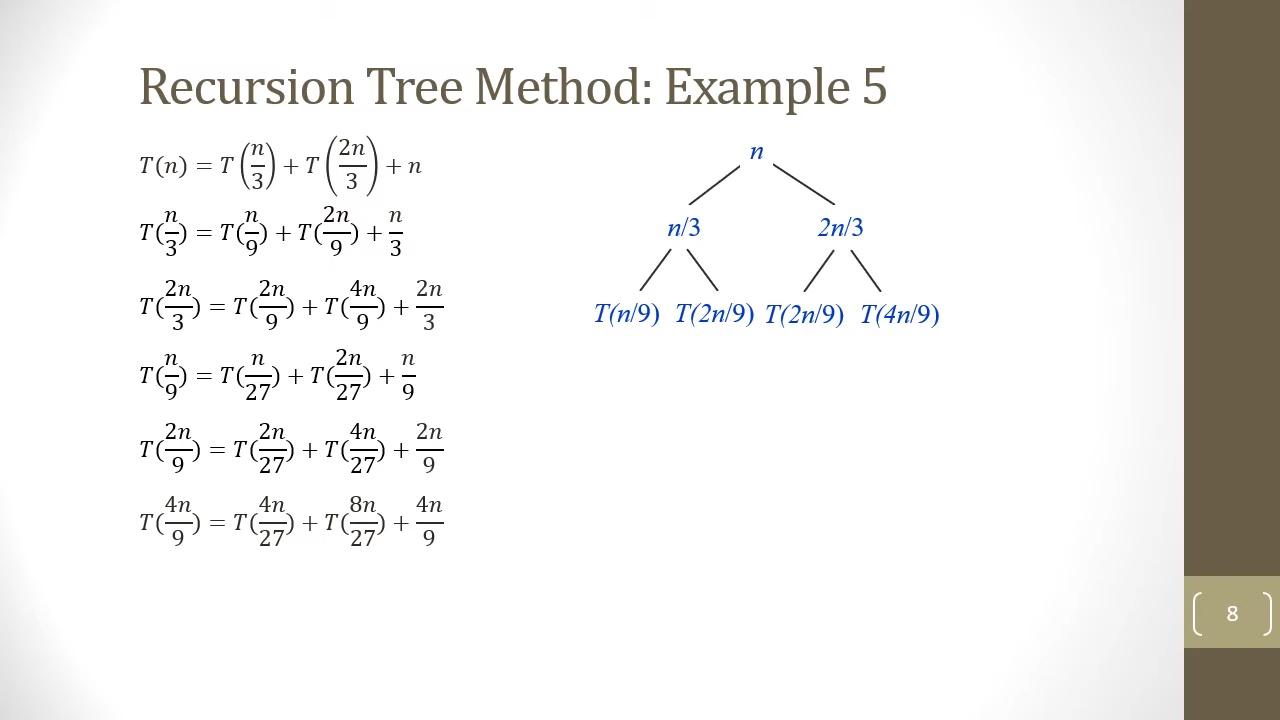 Recursion Tree Method: Example 5
T(n) = T(n/3) + T(2n/3) + n
T(n/3) = T(n/9) + T(2n/9) + n/3
T(2n/3) = T(2n/9) + T(4n/9) + 2n/3
T(n/9) = T(n/27) + T(2n/27) + n/9
T(2n/9) = T(2n/27) + T(4n/27) + 2n/9
T(4n/9) = T(4n/27) + T(8n/27) + 4n/9
n
n/3 2n/3
T(n/9) T(2n/9) T(2n/9) T(4n/9)
8